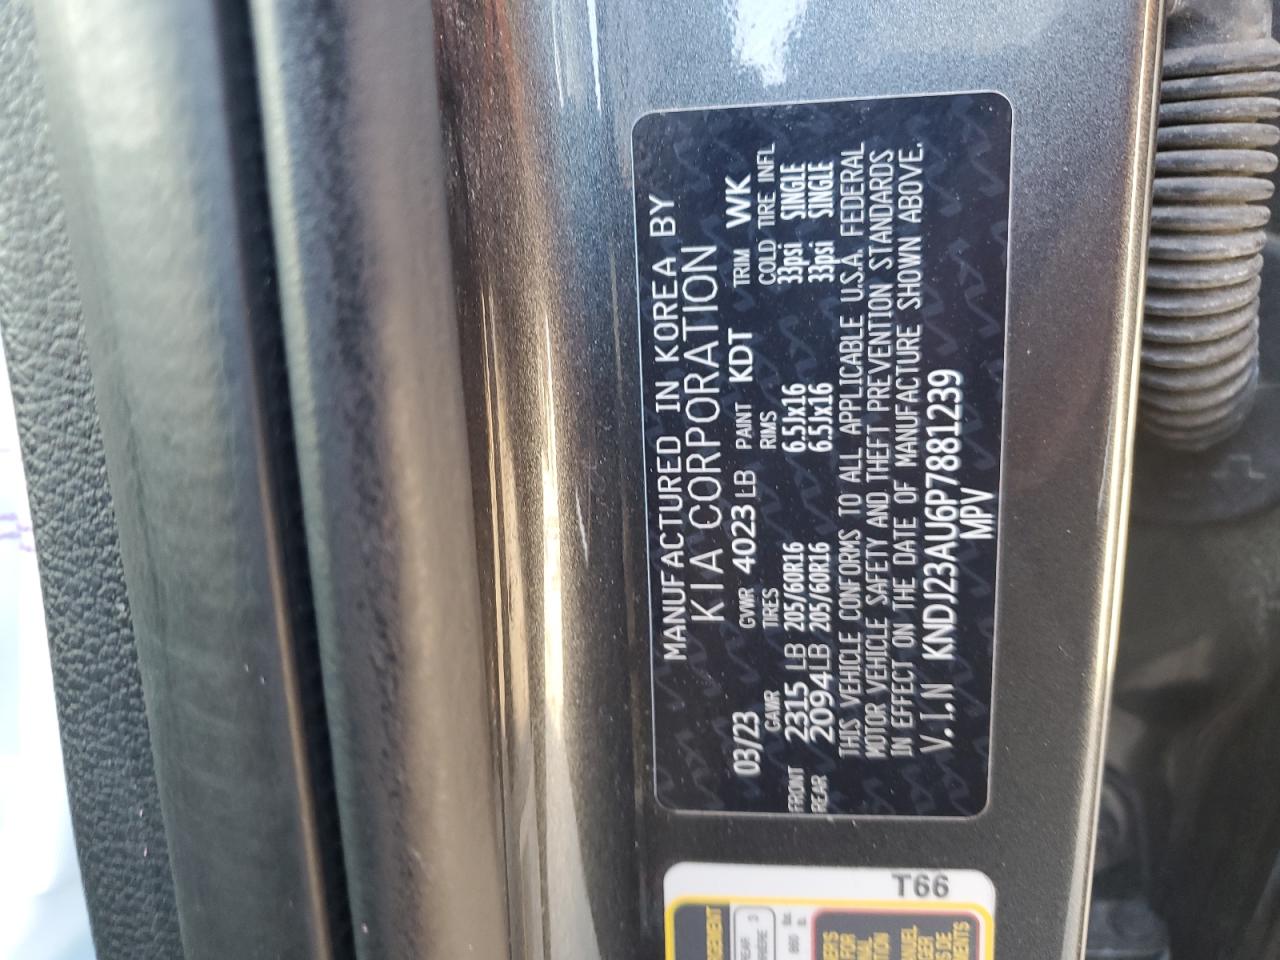 MANUFACTURED IN KOREA BY
KIA CORPORATION
03/23 GVWR 4023 LB PAINT KDT TRIM WK
GAWR TIRES RIMS COLD TIRE INFL
FRONT 2315 LB 205/60R16 6.5Jx16 33psi SINGLE
REAR 2094LB 205/60R16 6.5Jx16 33psi SINGLE
THIS VEHICLE CONFORMS TO ALL APPLICABLE U.S.A. FEDERAL
MOTOR VEHICLE SAFETY AND THEFT PREVENTION STANDARDS
IN EFFECT ON THE DATE OF MANUFACTURE SHOWN ABOVE.
V.I.N KNDJ23AU6P7881239
MPV
T66